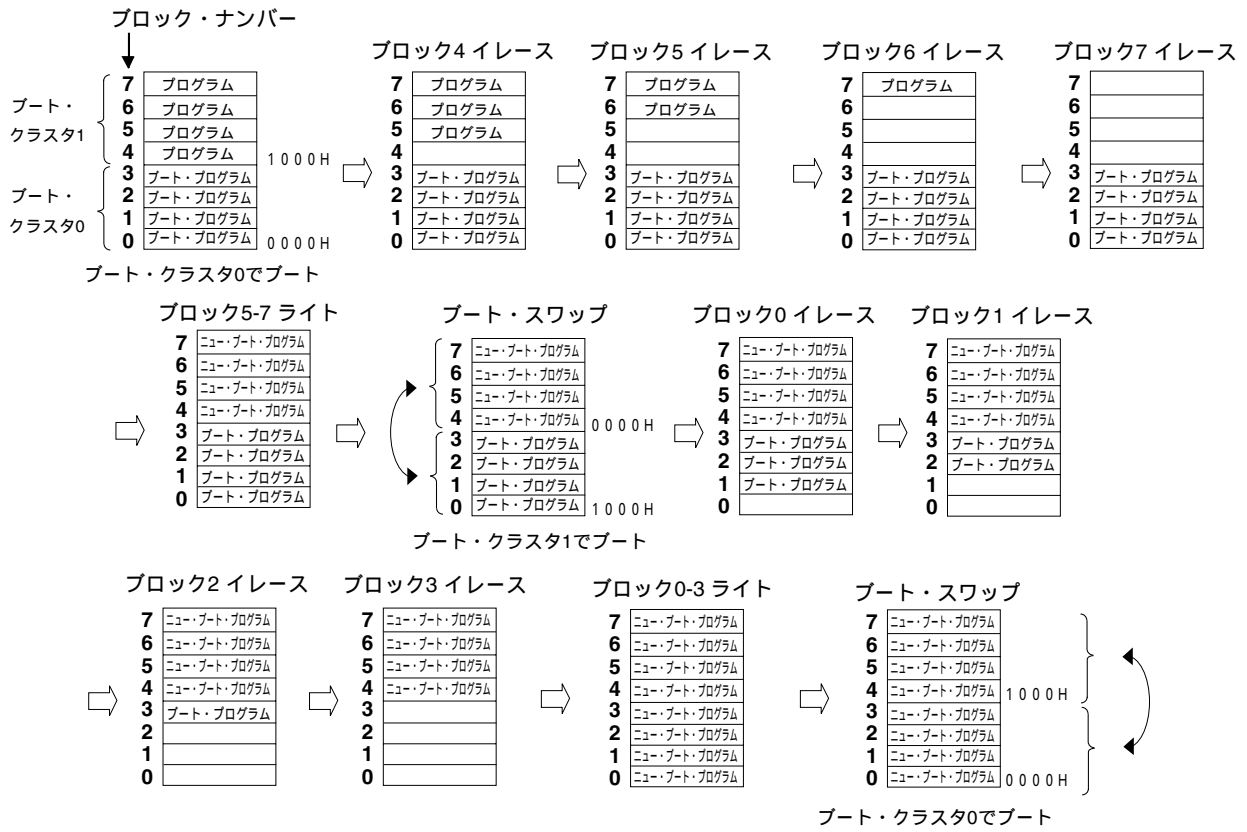 ブロック・ナンバー
ブロック4 イレース
ブロック5 イレース
ブロック6 イレース
ブロック7 イレース
ブート・
クラスタ1
ブート・
クラスタ0
7 プログラム
6 プログラム
5 プログラム
4 プログラム
1000H
3 ブート・プログラム
2 ブート・プログラム
1 ブート・プログラム
0 ブート・プログラム
0000H
ブート・クラスタ0でブート
7 プログラム
6 プログラム
5 プログラム
4
3 ブート・プログラム
2 ブート・プログラム
1 ブート・プログラム
0 ブート・プログラム
7 プログラム
6 プログラム
5
4
3 ブート・プログラム
2 ブート・プログラム
1 ブート・プログラム
0 ブート・プログラム
7 プログラム
6
5
4
3 ブート・プログラム
2 ブート・プログラム
1 ブート・プログラム
0 ブート・プログラム
7
6
5
4
3 ブート・プログラム
2 ブート・プログラム
1 ブート・プログラム
0 ブート・プログラム
ブロック5-7 ライト
7 ニュー・ブート・プログラム
6 ニュー・ブート・プログラム
5 ニュー・ブート・プログラム
4 ニュー・ブート・プログラム
3 ブート・プログラム
2 ブート・プログラム
1 ブート・プログラム
0 ブート・プログラム
ブート・スワップ
7 ニュー・ブート・プログラム
6 ニュー・ブート・プログラム
5 ニュー・ブート・プログラム
4 ニュー・ブート・プログラム
0000H
3 ブート・プログラム
2 ブート・プログラム
1 ブート・プログラム
0 ブート・プログラム
1000H
ブート・クラスタ1でブート
ブロック0 イレース
7 ニュー・ブート・プログラム
6 ニュー・ブート・プログラム
5 ニュー・ブート・プログラム
4 ニュー・ブート・プログラム
3 ブート・プログラム
2 ブート・プログラム
1 ブート・プログラム
0
ブロック1 イレース
7 ニュー・ブート・プログラム
6 ニュー・ブート・プログラム
5 ニュー・ブート・プログラム
4 ニュー・ブート・プログラム
3 ブート・プログラム
2 ブート・プログラム
1
0
ブロック2 イレース
7 ニュー・ブート・プログラム
6 ニュー・ブート・プログラム
5 ニュー・ブート・プログラム
4 ニュー・ブート・プログラム
3 ブート・プログラム
2
1
0
ブロック3 イレース
7 ニュー・ブート・プログラム
6 ニュー・ブート・プログラム
5 ニュー・ブート・プログラム
4 ニュー・ブート・プログラム
3
2
1
0
ブロック0-3 ライト
7 ニュー・ブート・プログラム
6 ニュー・ブート・プログラム
5 ニュー・ブート・プログラム
4 ニュー・ブート・プログラム
3 ニュー・ブート・プログラム
2 ニュー・ブート・プログラム
1 ニュー・ブート・プログラム
0 ニュー・ブート・プログラム
ブート・スワップ
7 ニュー・ブート・プログラム
6 ニュー・ブート・プログラム
5 ニュー・ブート・プログラム
4 ニュー・ブート・プログラム
1000H
3 ニュー・ブート・プログラム
2 ニュー・ブート・プログラム
1 ニュー・ブート・プログラム
0 ニュー・ブート・プログラム
0000H
ブート・クラスタ0でブート